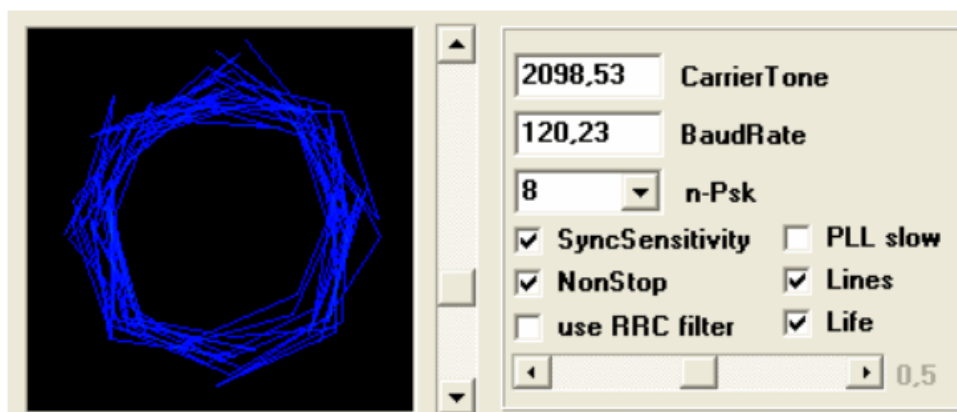 2098,53 CarrierTone
120,23 BaudRate
8 n-Psk
SyncSensitivity PLL slow
NonStop Lines
use RRC filter Life
0,5